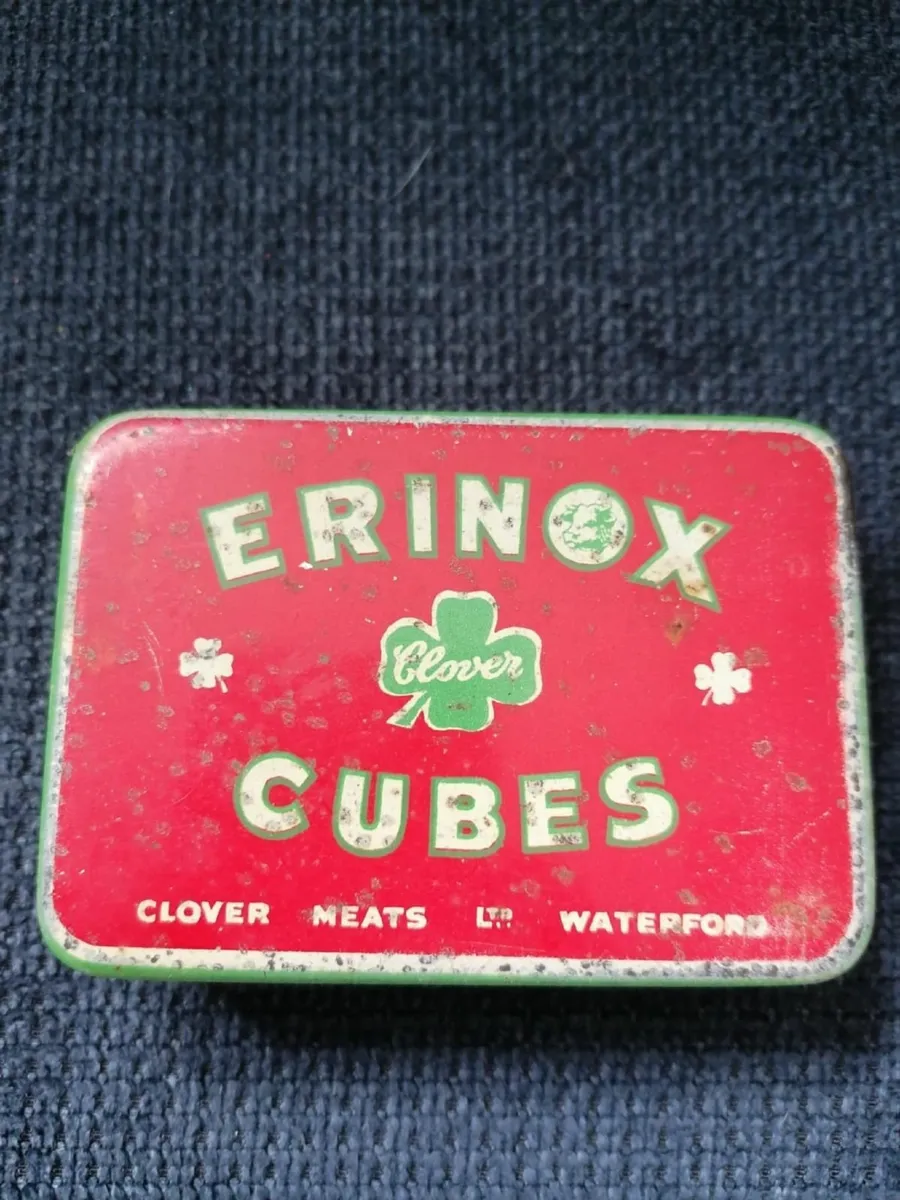 ERINOX
Clover
CUBES
CLOVER MEATS LTD. WATERFORD